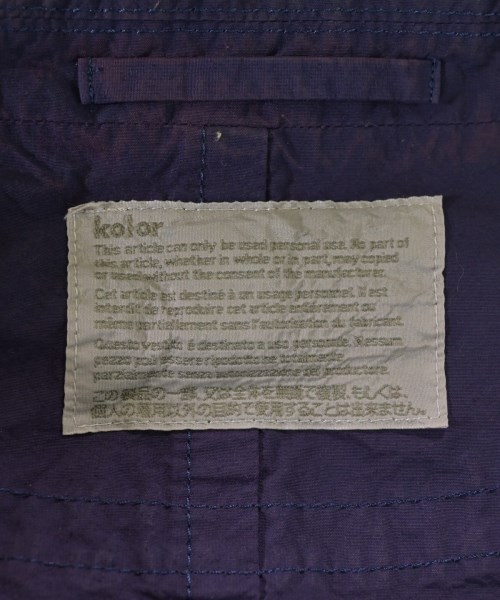 kolor
This article can only be used personal use. No part of
this article, whether in whole or in part, may copied
or used without the consent of the manufacturer.
Cet article est destiné à un usage personnel. Il est
interdit de reproduire cet article entièrement ou
même partiellement sans l'autorisation du fabricant.
Questo vestito é destinato a uso personale. Nessum
pezzo puó essere ripodotto ne totalmente
parzialmente senza autorizzazione del produttore.
この製品の一部、又は全体を無断で複製、もしくは、
個人の着用以外の目的で使用することは出来ません。